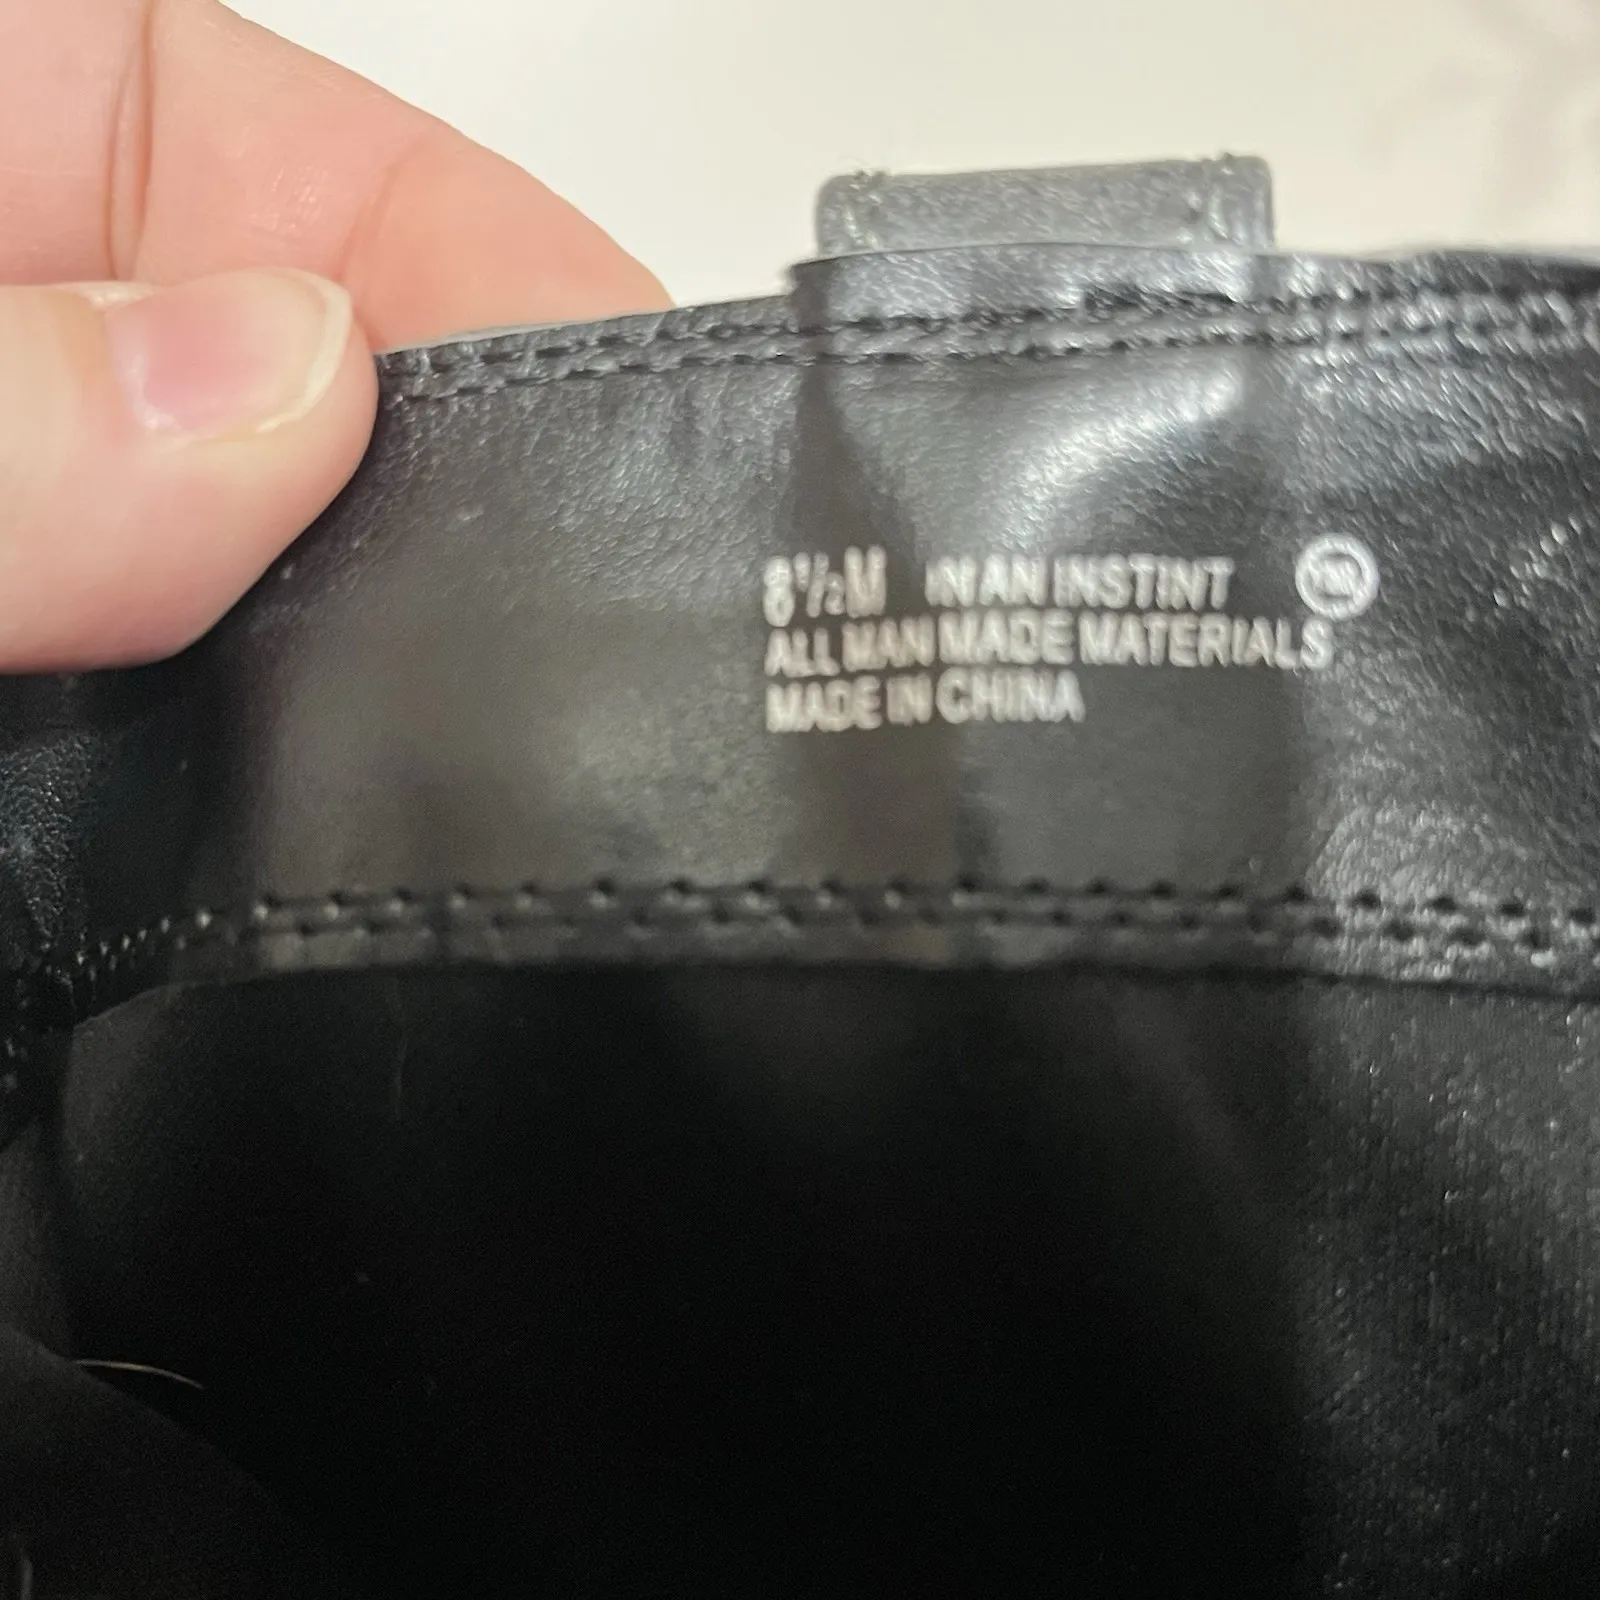 8½M IN AN INSTINT
ALL MAN MADE MATERIALS
MADE IN CHINA